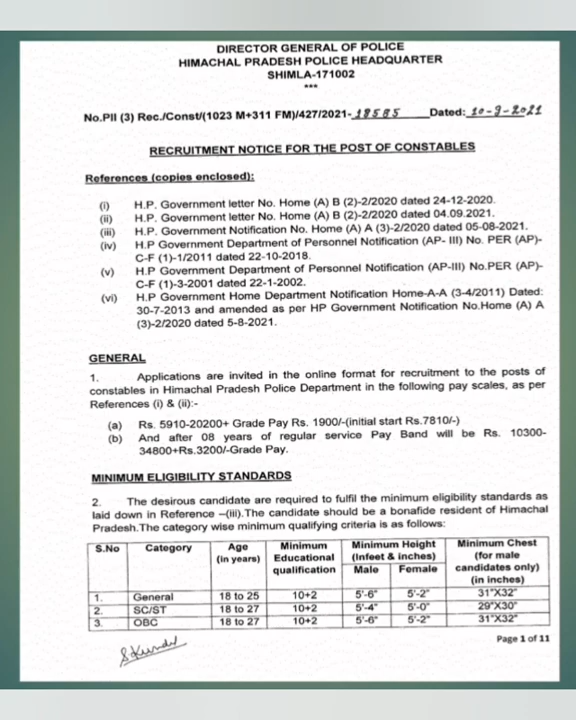 DIRECTOR GENERAL OF POLICE
HIMACHAL PRADESH POLICE HEADQUARTER
SHIMLA-171002
***
No.PII (3) Rec./Const/(1023 M+311 FM)/427/2021-18585 Dated: 10-9-2021
RECRUITMENT NOTICE FOR THE POST OF CONSTABLES
References (copies enclosed):
(i) H.P. Government letter No. Home (A) B (2)-2/2020 dated 24-12-2020.
(ii) H.P. Government letter No. Home (A) B (2)-2/2020 dated 04.09.2021.
(iii) H.P. Government Notification No. Home (A) A (3)-2/2020 dated 05-08-2021.
(iv) H.P Government Department of Personnel Notification (AP- III) No. PER (AP)-
C-F (1)-1/2011 dated 22-10-2018.
(v) H.P Government Department of Personnel Notification (AP-III) No.PER (AP)-
C-F (1)-3-2001 dated 22-1-2002.
(vi) H.P Government Home Department Notification Home-A-A (3-4/2011) Dated:
30-7-2013 and amended as per HP Government Notification No.Home (A) A
(3)-2/2020 dated 5-8-2021.
GENERAL
1. Applications are invited in the online format for recruitment to the posts of
constables in Himachal Pradesh Police Department in the following pay scales, as per
References (i) & (ii):-
(a) Rs. 5910-20200+ Grade Pay Rs. 1900/-(initial start Rs.7810/-)
(b) And after 08 years of regular service Pay Band will be Rs. 10300-
34800+Rs.3200/-Grade Pay.
MINIMUM ELIGIBILITY STANDARDS
2. The desirous candidate are required to fulfil the minimum eligibility standards as
laid down in Reference –(iii).The candidate should be a bonafide resident of Himachal
Pradesh.The category wise minimum qualifying criteria is as follows:
S.No Category Age Minimum Minimum Height Minimum Chest
(in years) Educational (Infeet & inches) (for male
qualification Male Female candidates only)
(in inches)
1. General 18 to 25 10+2 5'-6" 5'-2" 31"X32"
2. SC/ST 18 to 27 10+2 5'-4" 5'-0" 29"X30"
3. OBC 18 to 27 10+2 5'-6" 5'-2" 31"X32"
Page 1 of 11